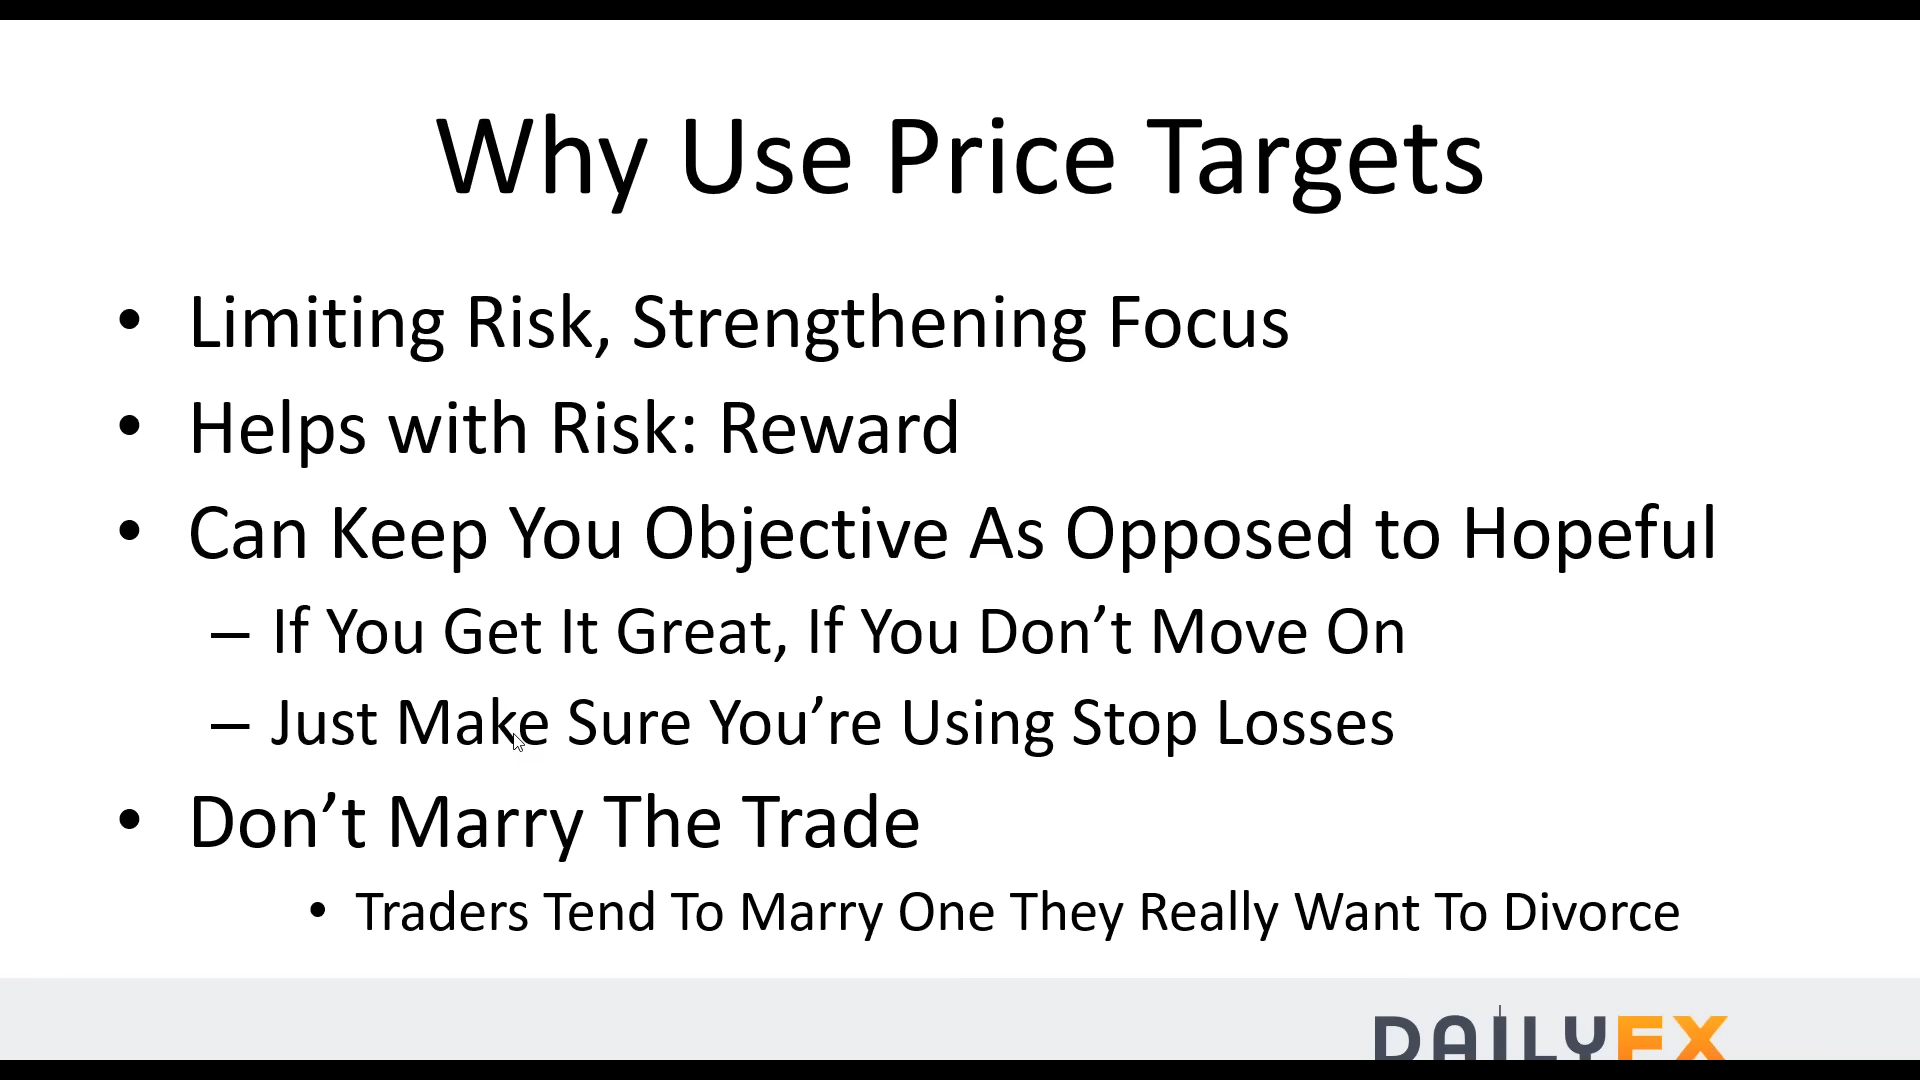 Why Use Price Targets
• Limiting Risk, Strengthening Focus
• Helps with Risk: Reward
• Can Keep You Objective As Opposed to Hopeful
– If You Get It Great, If You Don’t Move On
– Just Make Sure You’re Using Stop Losses
• Don’t Marry The Trade
• Traders Tend To Marry One They Really Want To Divorce
DAILYFX